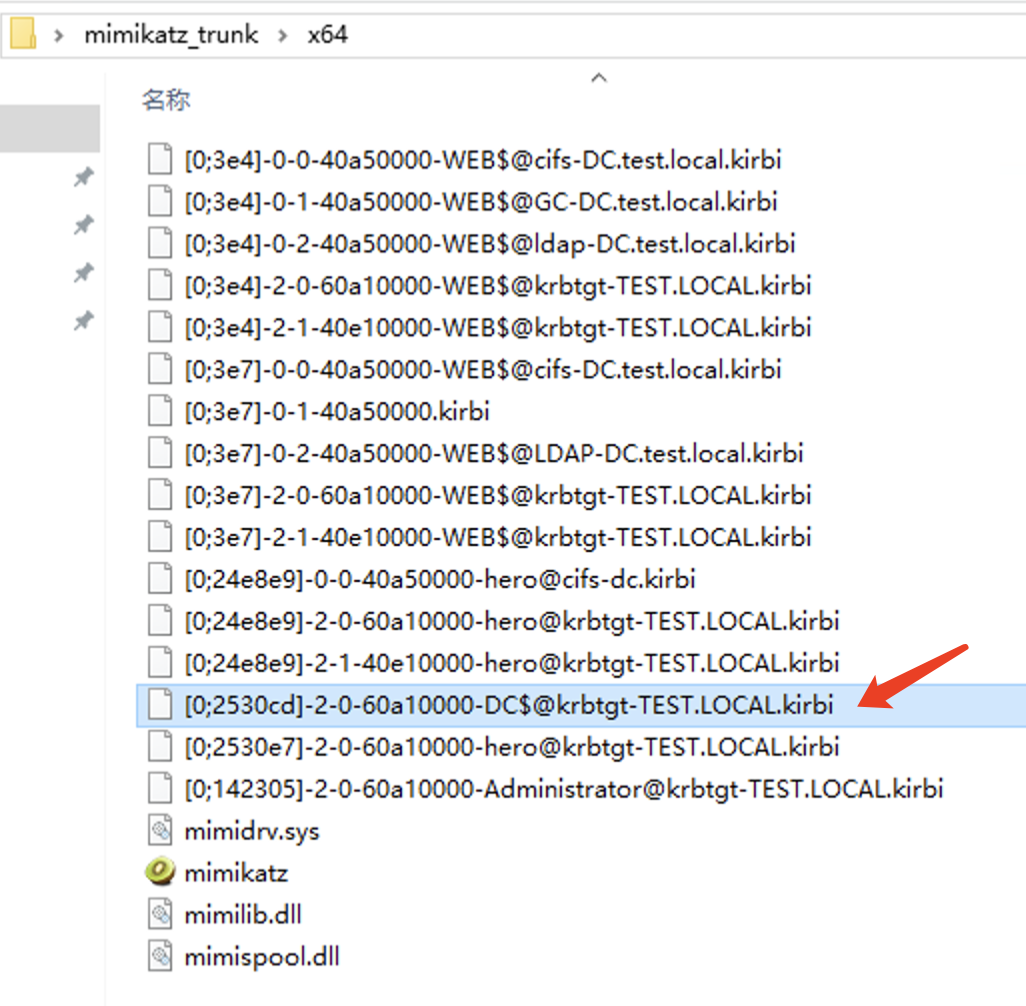 mimikatz_trunk > x64
名称
[0;3e4]-0-0-40a50000-WEB$@cifs-DC.test.local.kirbi
[0;3e4]-0-1-40a50000-WEB$@GC-DC.test.local.kirbi
[0;3e4]-0-2-40a50000-WEB$@ldap-DC.test.local.kirbi
[0;3e4]-2-0-60a10000-WEB$@krbtgt-TEST.LOCAL.kirbi
[0;3e4]-2-1-40e10000-WEB$@krbtgt-TEST.LOCAL.kirbi
[0;3e7]-0-0-40a50000-WEB$@cifs-DC.test.local.kirbi
[0;3e7]-0-1-40a50000.kirbi
[0;3e7]-0-2-40a50000-WEB$@LDAP-DC.test.local.kirbi
[0;3e7]-2-0-60a10000-WEB$@krbtgt-TEST.LOCAL.kirbi
[0;3e7]-2-1-40e10000-WEB$@krbtgt-TEST.LOCAL.kirbi
[0;24e8e9]-0-0-40a50000-hero@cifs-dc.kirbi
[0;24e8e9]-2-0-60a10000-hero@krbtgt-TEST.LOCAL.kirbi
[0;24e8e9]-2-1-40e10000-hero@krbtgt-TEST.LOCAL.kirbi
[0;2530cd]-2-0-60a10000-DC$@krbtgt-TEST.LOCAL.kirbi
[0;2530e7]-2-0-60a10000-hero@krbtgt-TEST.LOCAL.kirbi
[0;142305]-2-0-60a10000-Administrator@krbtgt-TEST.LOCAL.kirbi
mimidrv.sys
mimikatz
mimilib.dll
mimispool.dll